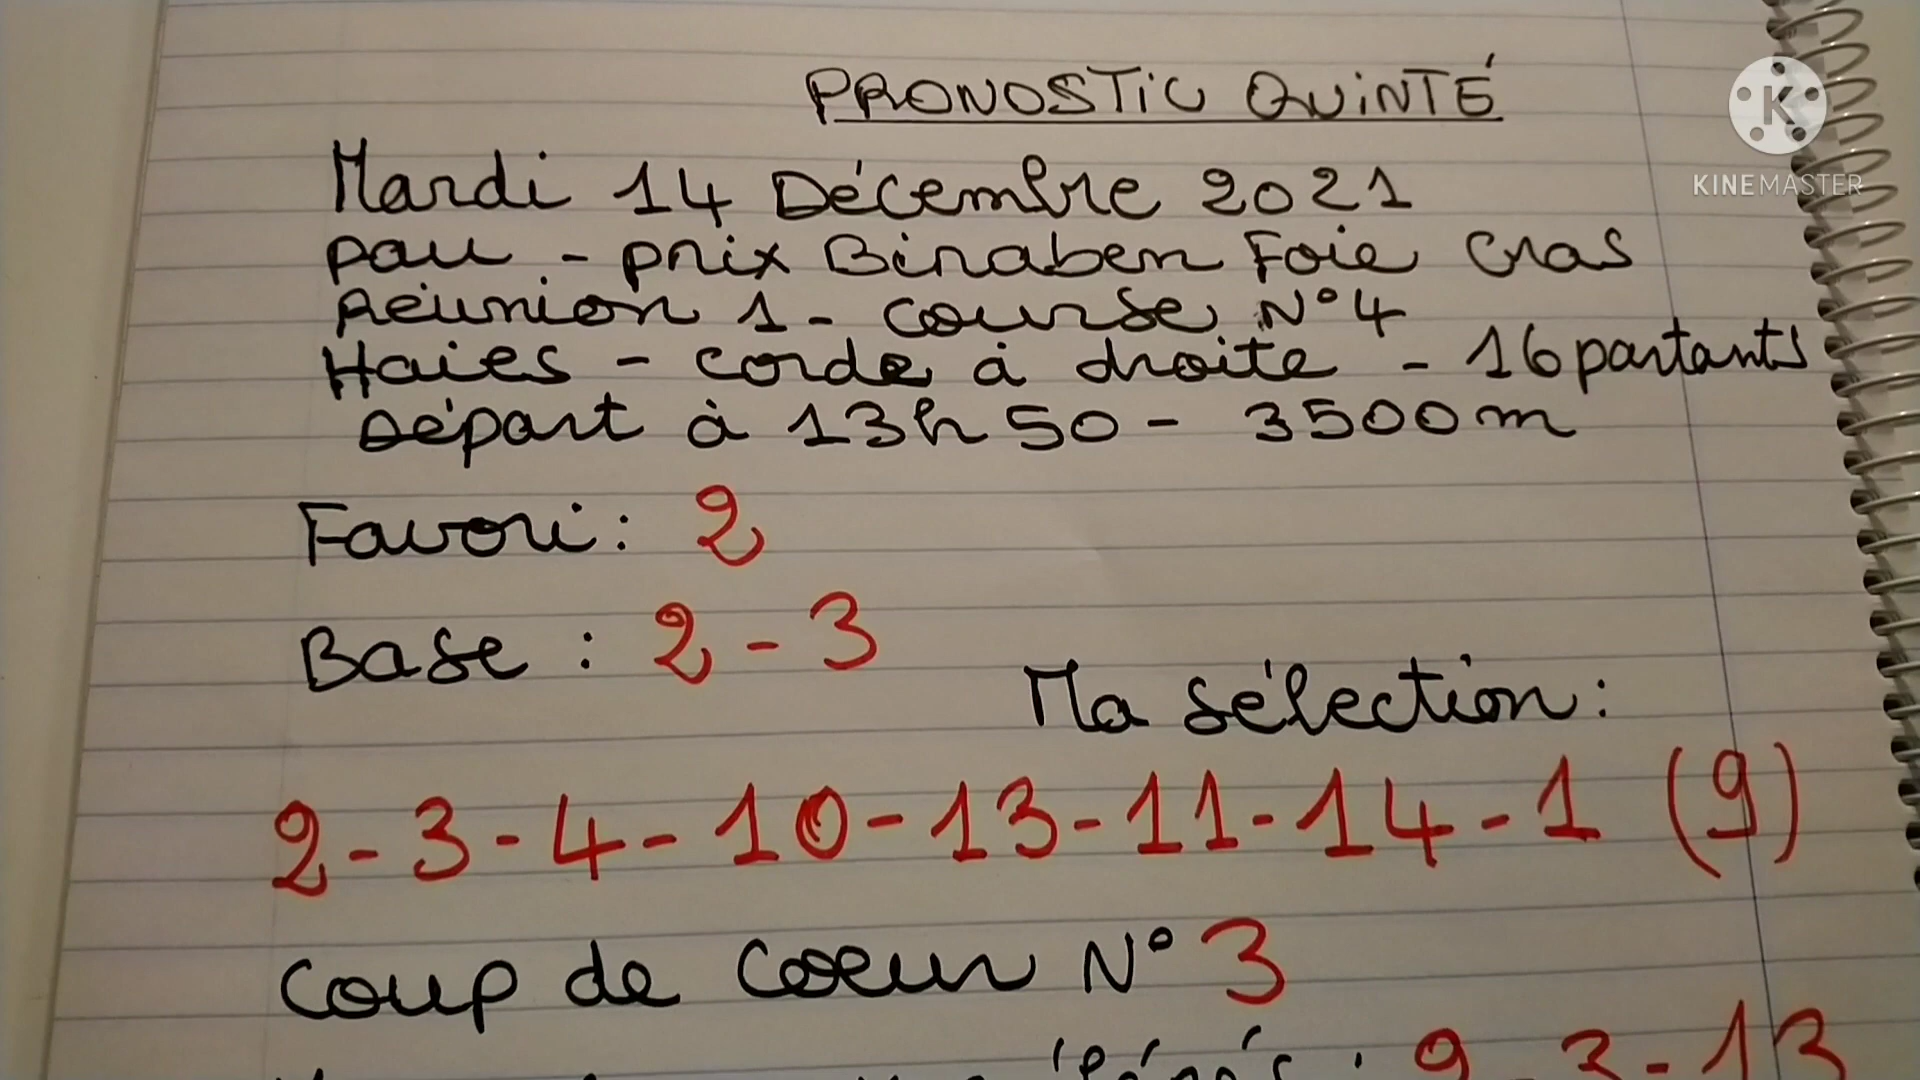 PRONOSTIC QUINTÉ
K
KINEMASTER
Mardi 14 Décembre 2021
Pau - prix Biraben Foie Gras
Réunion 1 - course N°4
Haies - corde à droite - 16 partants
Départ à 13h50 - 3500m
Favori : 2
Base : 2 - 3
Ma sélection :
2 - 3 - 4 - 10 - 13 - 11 - 14 - 1 (9)
Coup de coeur N° 3